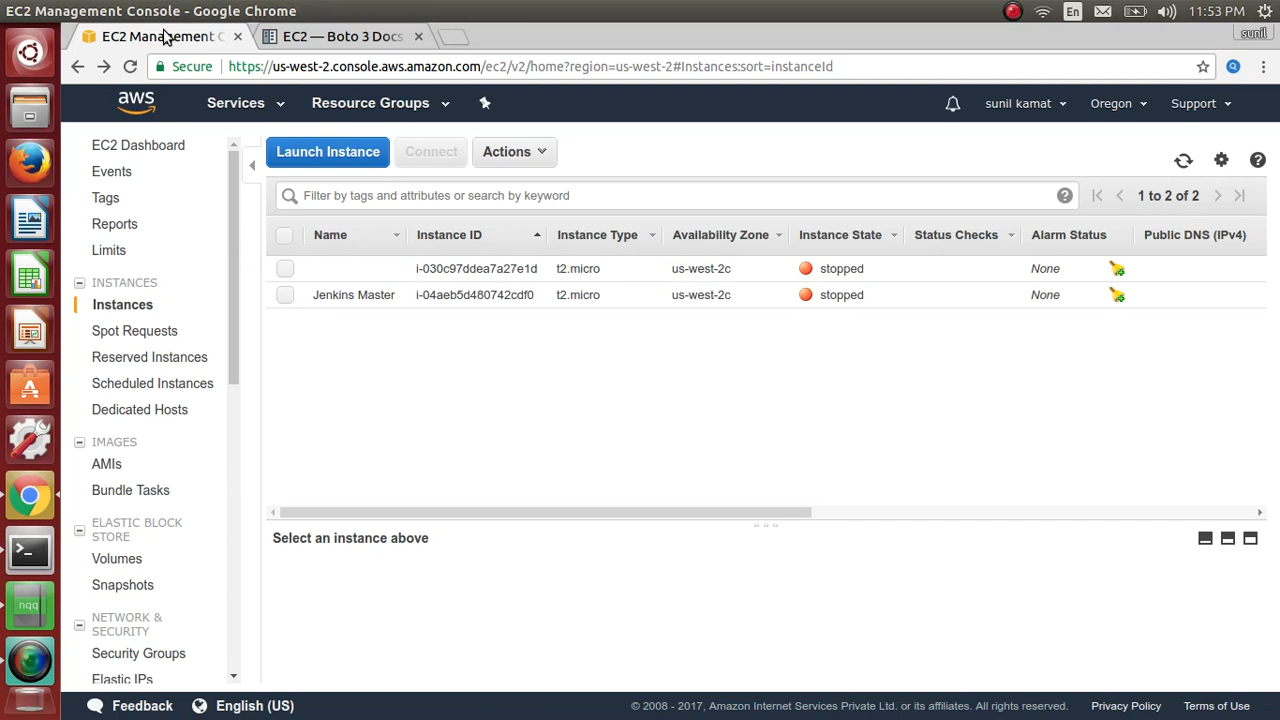 EC2 Management Console - Google Chrome
En
11:53 PM
EC2 Management C
EC2 — Boto 3 Docs
sunil
Secure
https://us-west-2.console.aws.amazon.com/ec2/v2/home?region=us-west-2#Instances:sort=instanceId
aws
Services
Resource Groups
sunil kamat
Oregon
Support
EC2 Dashboard
Events
Tags
Reports
Limits
INSTANCES
Instances
Spot Requests
Reserved Instances
Scheduled Instances
Dedicated Hosts
IMAGES
AMIs
Bundle Tasks
ELASTIC BLOCK
STORE
Volumes
Snapshots
NETWORK &
SECURITY
Security Groups
Elastic IPs
Launch Instance
Connect
Actions
Filter by tags and attributes or search by keyword
1 to 2 of 2
Name Instance ID Instance Type Availability Zone Instance State Status Checks Alarm Status Public DNS (IPv4)
i-030c97ddea7a27e1d t2.micro us-west-2c stopped None
Jenkins Master i-04aeb5d480742cdf0 t2.micro us-west-2c stopped None
Select an instance above
nqq
Feedback
English (US)
© 2008 - 2017, Amazon Internet Services Private Ltd. or its affiliates. All rights reserved.
Privacy Policy
Terms of Use